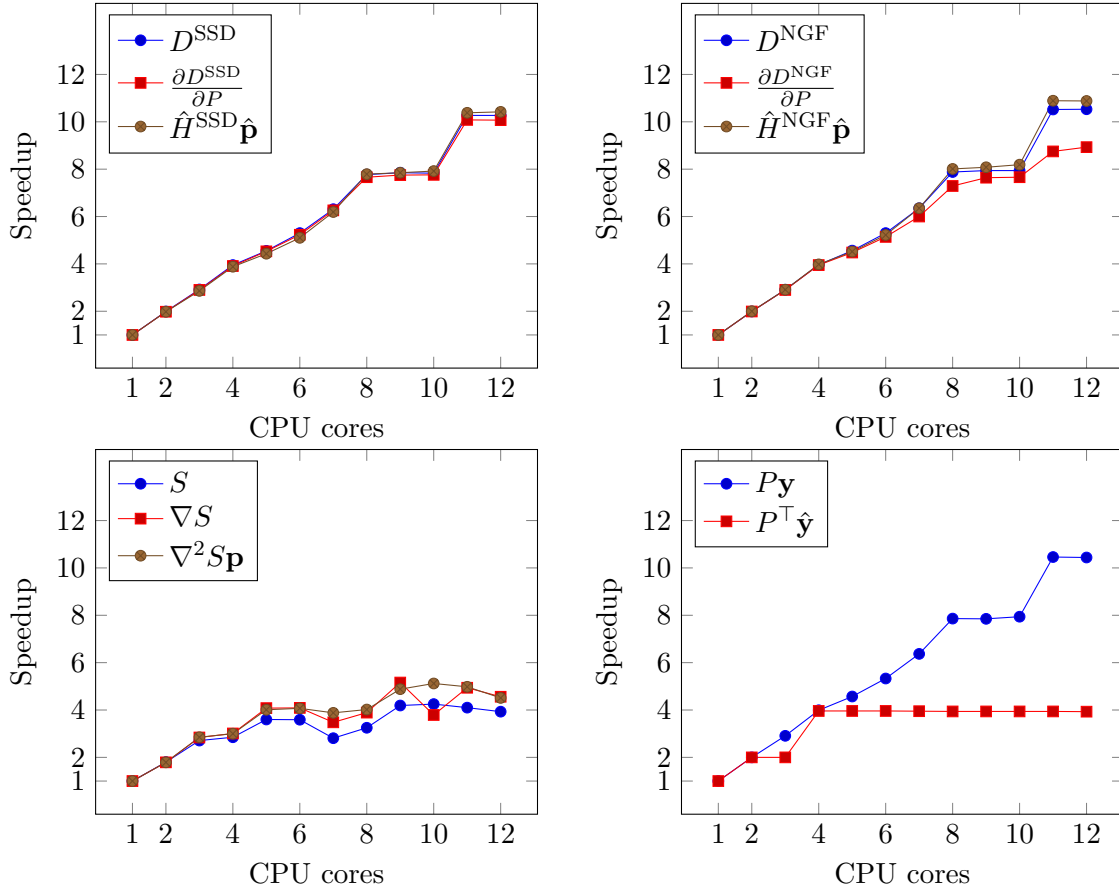 D^SSD
∂D^SSD/∂P
Ĥ^SSD p̂
12
10
8
6
4
2
1
Speedup
1 2 4 6 8 10 12
CPU cores
D^NGF
∂D^NGF/∂P
Ĥ^NGF p̂
12
10
8
6
4
2
1
Speedup
1 2 4 6 8 10 12
CPU cores
S
∇S
∇²Sp
12
10
8
6
4
2
1
Speedup
1 2 4 6 8 10 12
CPU cores
Py
P^⊤ŷ
12
10
8
6
4
2
1
Speedup
1 2 4 6 8 10 12
CPU cores